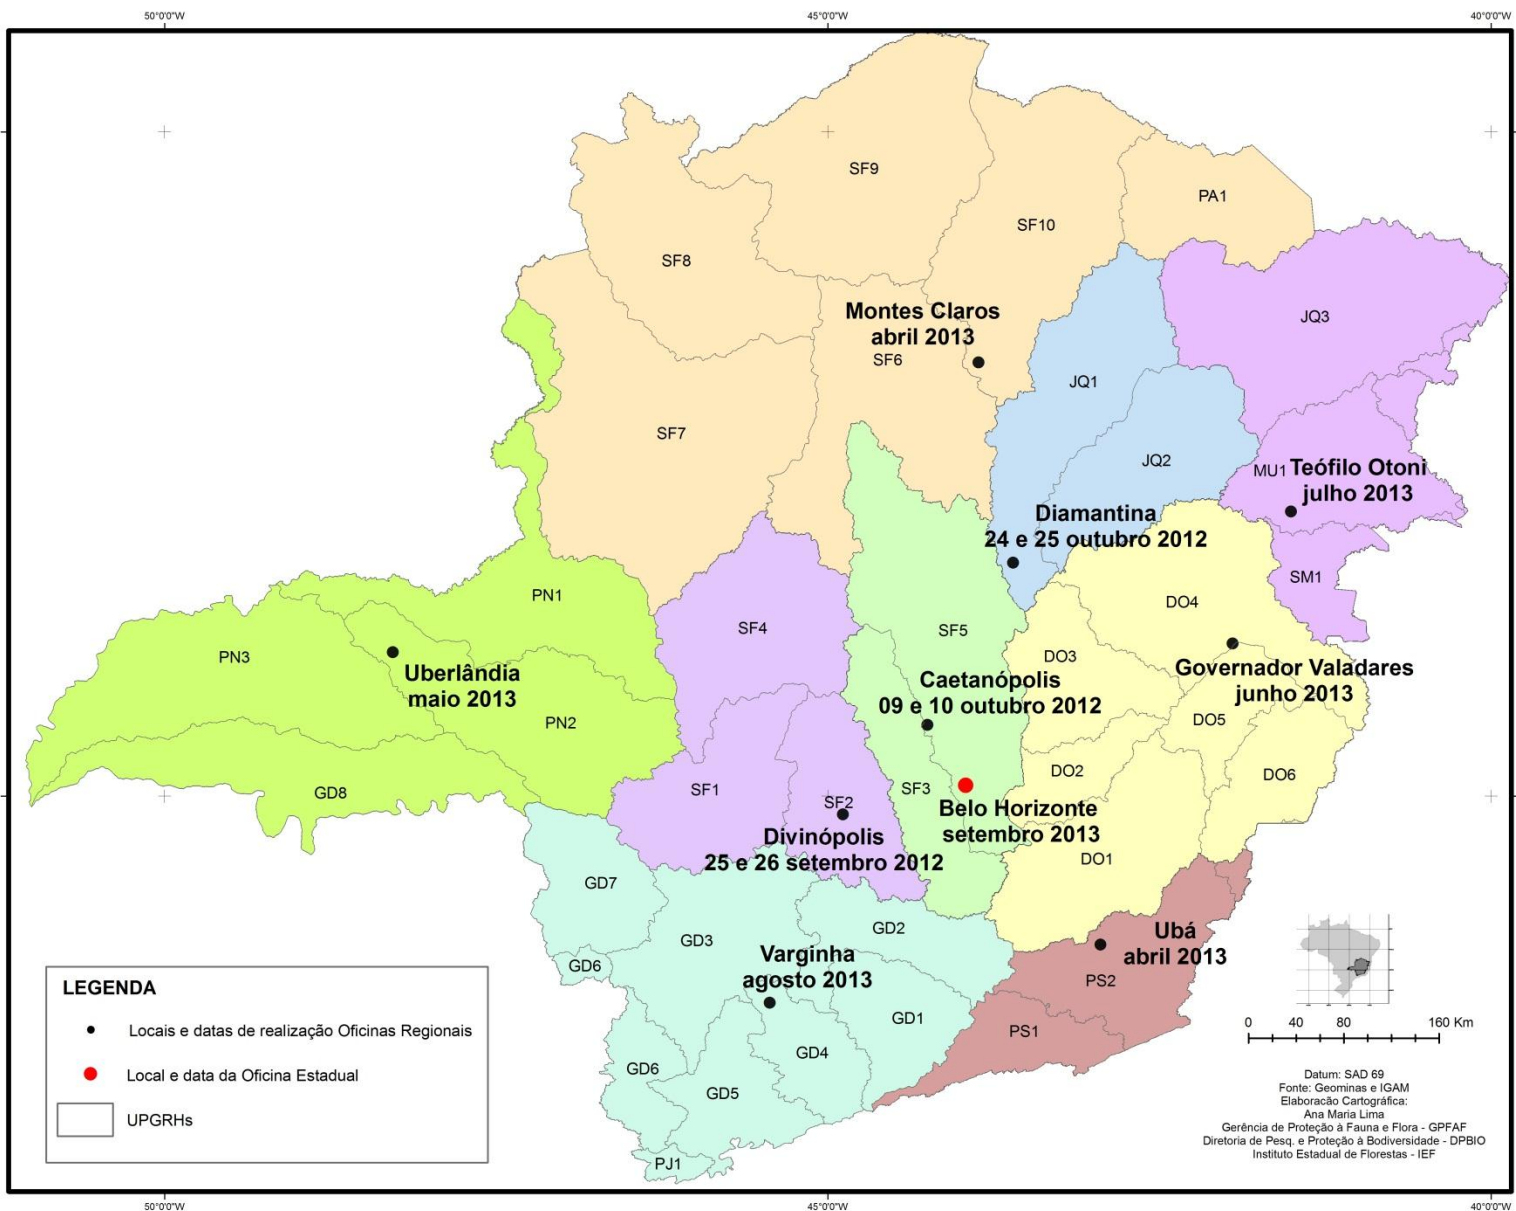 50°0'0"W
45°0'0"W
40°0'0"W
SF9
PA1
SF10
SF8
Montes Claros
abril 2013
JQ3
SF6
JQ1
SF7
JQ2
MU1
Teófilo Otoni
julho 2013
Diamantina
24 e 25 outubro 2012
SM1
PN1
DO4
SF4
SF5
PN3
DO3
Uberlândia
maio 2013
Caetanópolis
09 e 10 outubro 2012
Governador Valadares
junho 2013
PN2
DO5
DO2
DO6
GD8
SF1
SF2
SF3
Belo Horizonte
setembro 2013
Divinópolis
25 e 26 setembro 2012
DO1
GD7
GD2
GD3
Ubá
abril 2013
Varginha
agosto 2013
GD6
PS2
GD1
PS1
GD4
GD6
GD5
PJ1
LEGENDA
Locais e datas de realização Oficinas Regionais
Local e data da Oficina Estadual
UPGRHs
0 40 80 160 Km
Datum: SAD 69
Fonte: Geominas e IGAM
Elaboracão Cartográfica:
Ana Maria Lima
Gerência de Proteção à Fauna e Flora - GPFAF
Diretoria de Pesq. e Proteção à Bodiversidade - DPBIO
Instituto Estadual de Florestas - IEF
50°0'0"W
45°0'0"W
40°0'0"W